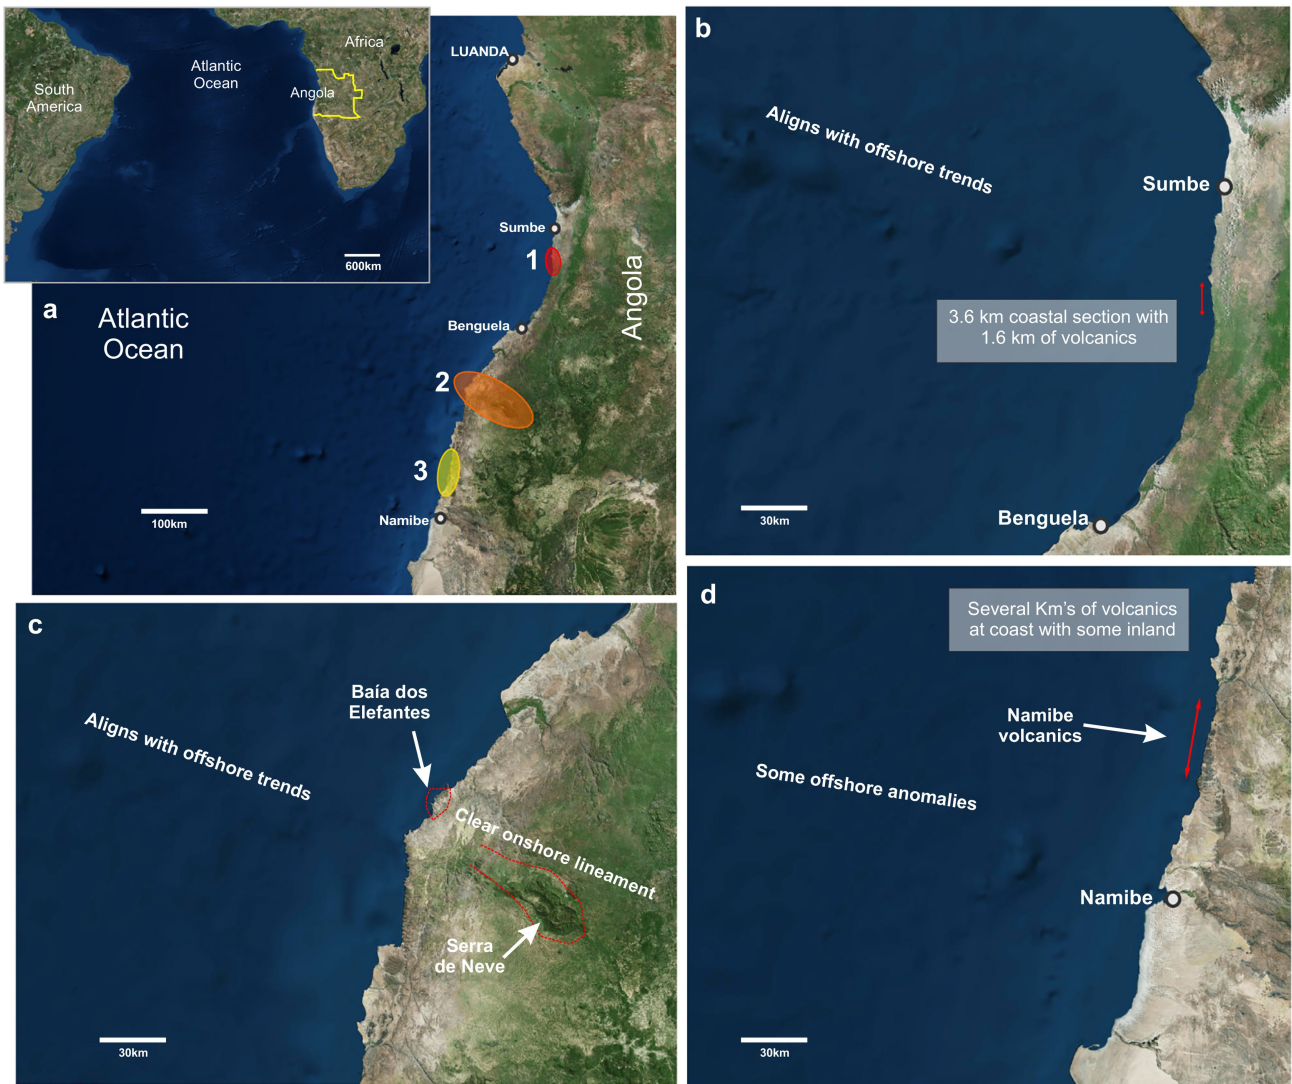 South
America
Atlantic
Ocean
Africa
Angola
600km
a
Atlantic
Ocean
LUANDA
Sumbe
1
Angola
Benguela
2
3
Namibe
100km
b
Aligns with offshore trends
Sumbe
3.6 km coastal section with
1.6 km of volcanics
Benguela
30km
c
Baía dos
Elefantes
Aligns with offshore trends
Clear onshore lineament
Serra
de Neve
30km
d
Several Km's of volcanics
at coast with some inland
Namibe
volcanics
Some offshore anomalies
Namibe
30km